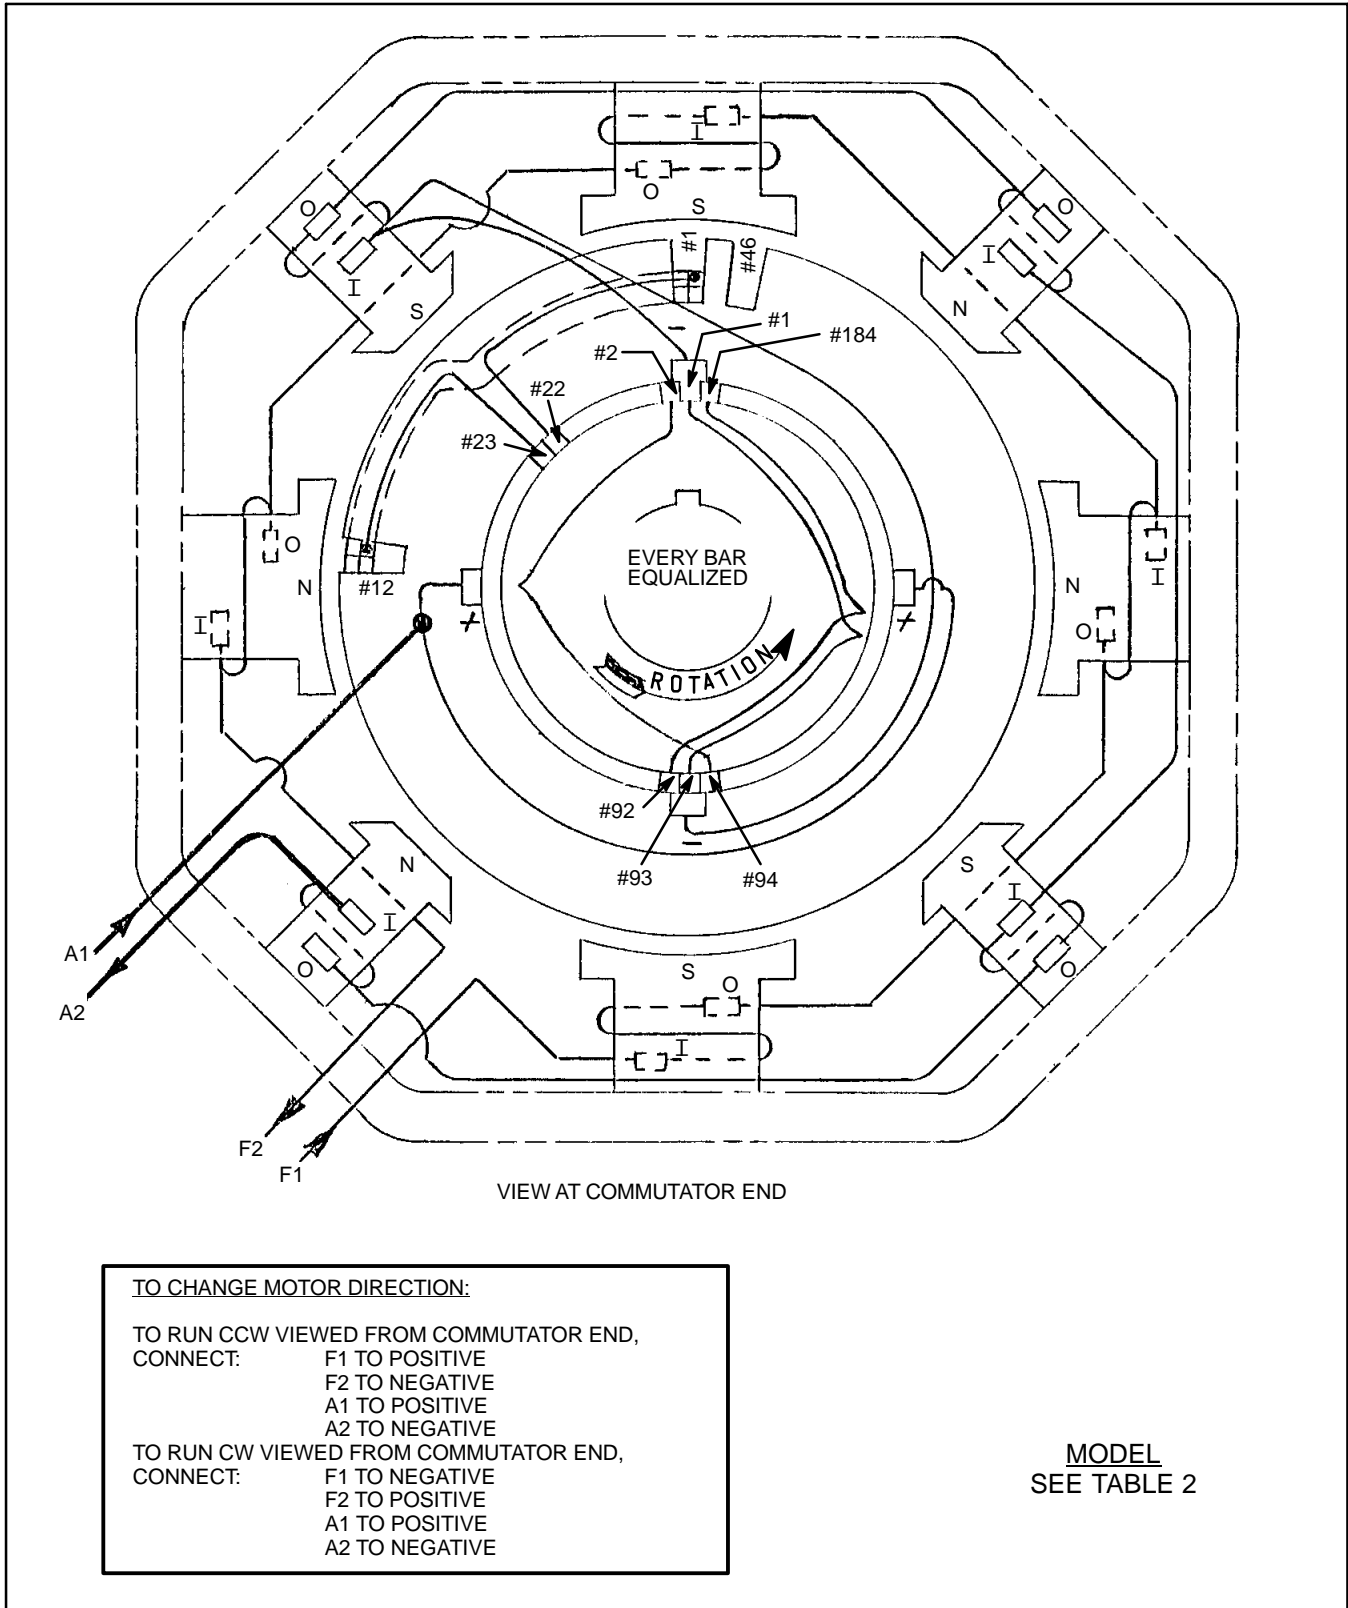 I
O
S
O
I
S
#1
#46
O
I
N
#1
#184
#2
#22
#23
−
EVERY BAR
EQUALIZED
O
N
I
#12
+
+
N
I
O
ROTATION
#92
#93
#94
−
N
I
O
S
I
O
S
O
I
A1
A2
F2
F1
VIEW AT COMMUTATOR END
TO CHANGE MOTOR DIRECTION:
TO RUN CCW VIEWED FROM COMMUTATOR END,
CONNECT: F1 TO POSITIVE
F2 TO NEGATIVE
A1 TO POSITIVE
A2 TO NEGATIVE
TO RUN CW VIEWED FROM COMMUTATOR END,
CONNECT: F1 TO NEGATIVE
F2 TO POSITIVE
A1 TO POSITIVE
A2 TO NEGATIVE
MODEL
SEE TABLE 2